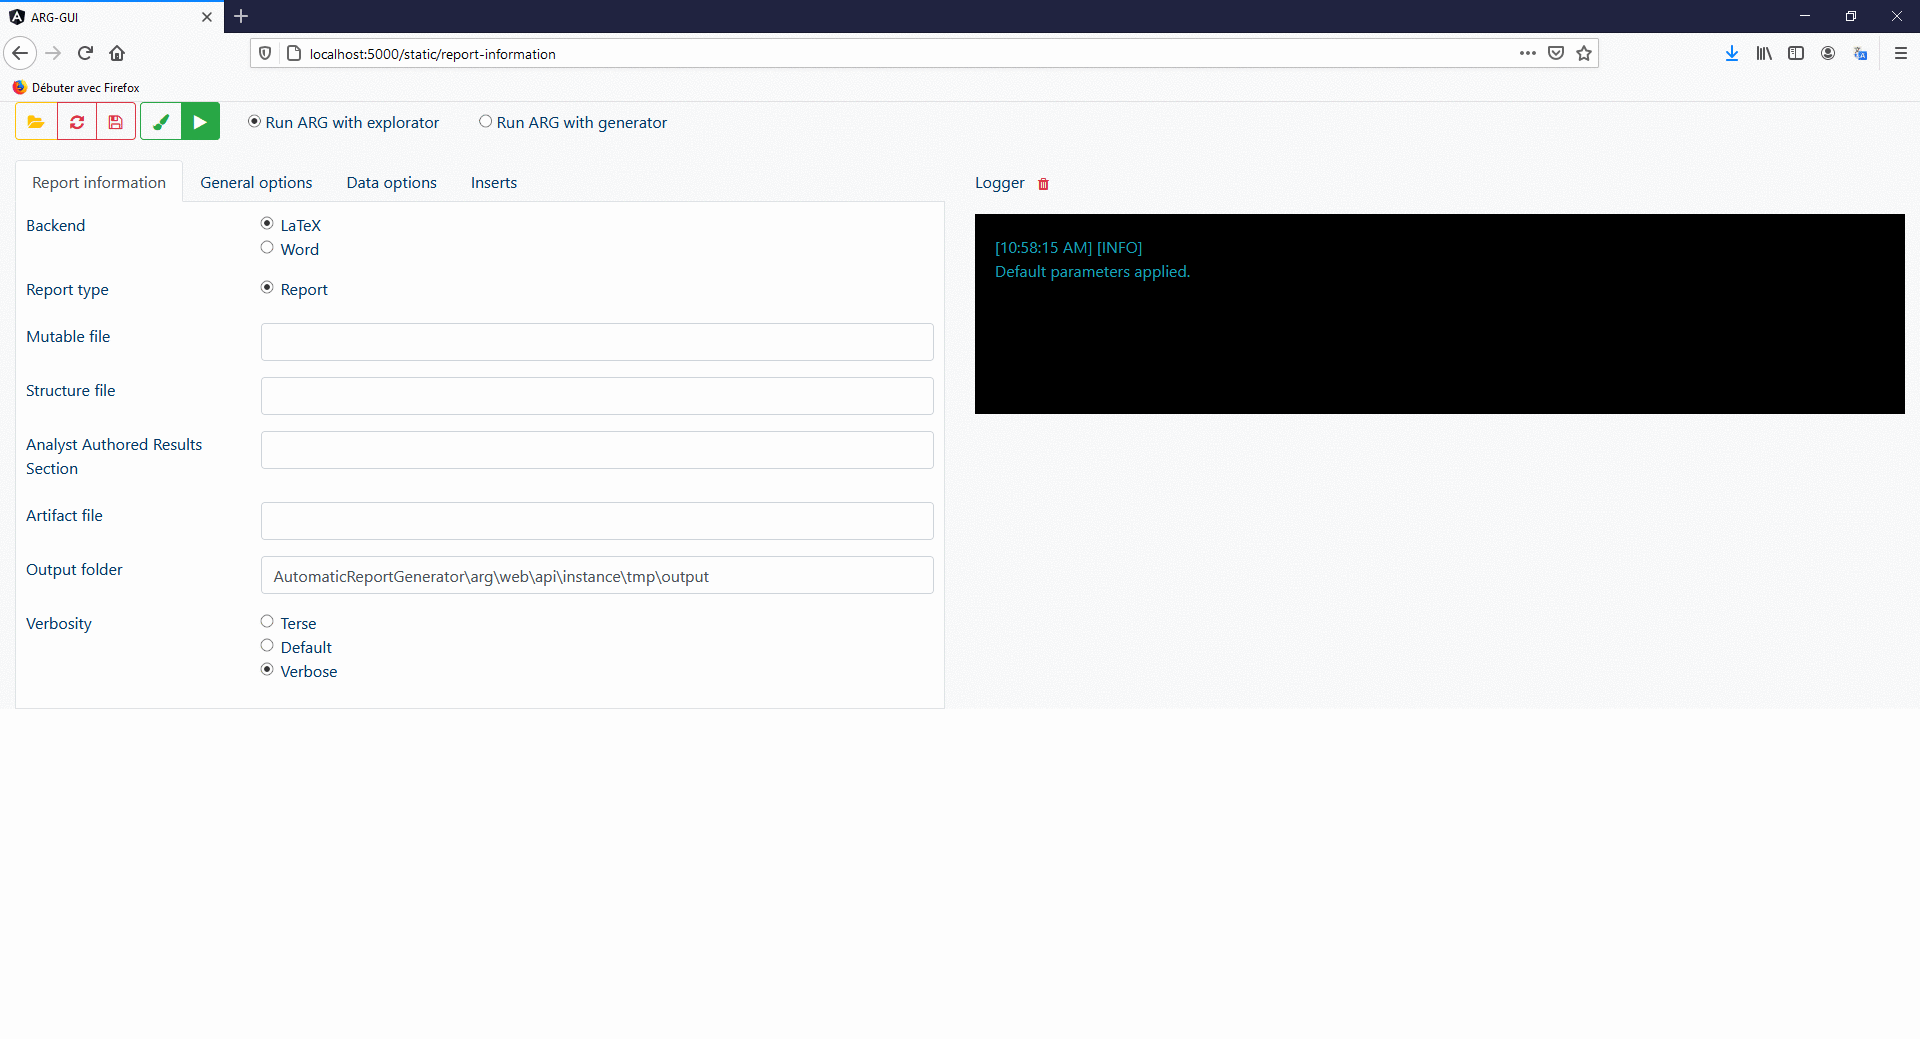 ARG-GUI
localhost:5000/static/report-information
Débuter avec Firefox
Run ARG with explorator
Run ARG with generator
Report information
General options
Data options
Inserts
Logger
Backend
LaTeX
Word
Report type
Report
Mutable file
Structure file
Analyst Authored Results
Section
Artifact file
Output folder
AutomaticReportGenerator\arg\web\api\instance\tmp\output
Verbosity
Terse
Default
Verbose
[10:58:15 AM] [INFO]
Default parameters applied.